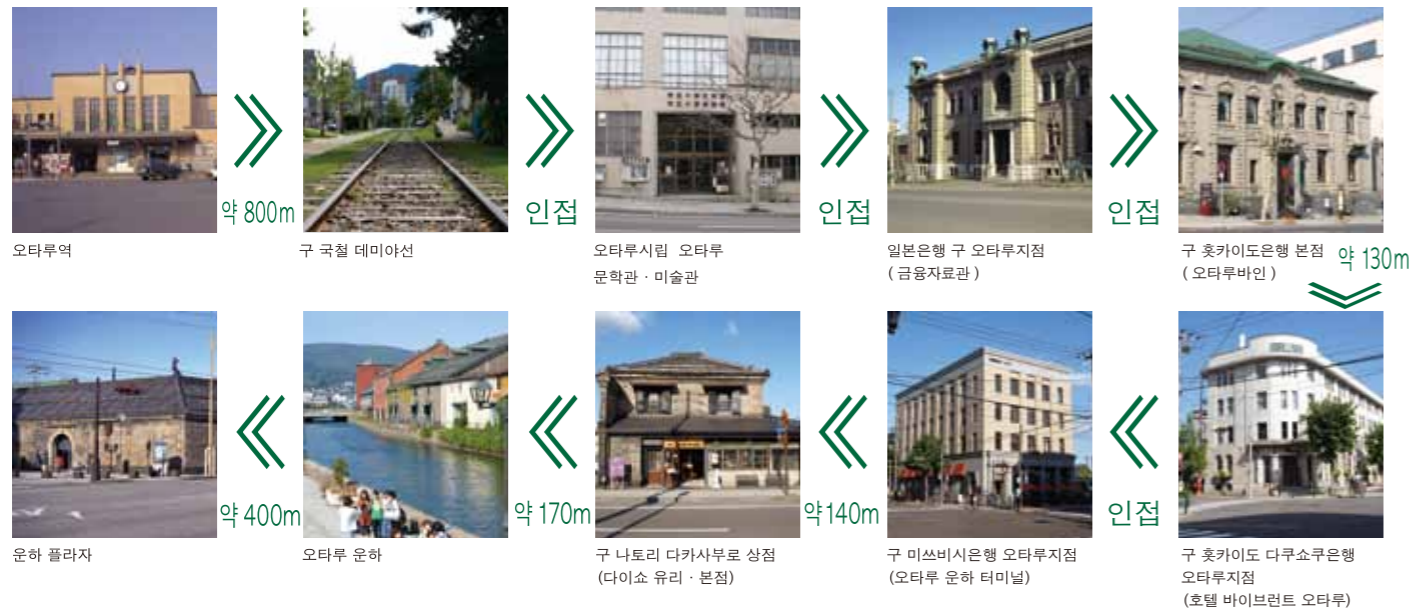 약 800m
인접
인접
인접
오타루역
구 국철 데미야선
오타루시립 오타루
문학관 · 미술관
일본은행 구 오타루지점
( 금융자료관 )
구 홋카이도은행 본점
( 오타루바인 )
약 130m
약 400m
약 170m
약140m
인접
운하 플라자
오타루 운하
구 나토리 다카사부로 상점
(다이쇼 유리 · 본점)
구 미쓰비시은행 오타루지점
(오타루 운하 터미널)
구 홋카이도 다쿠쇼쿠은행
오타루지점
(호텔 바이브런트 오타루)